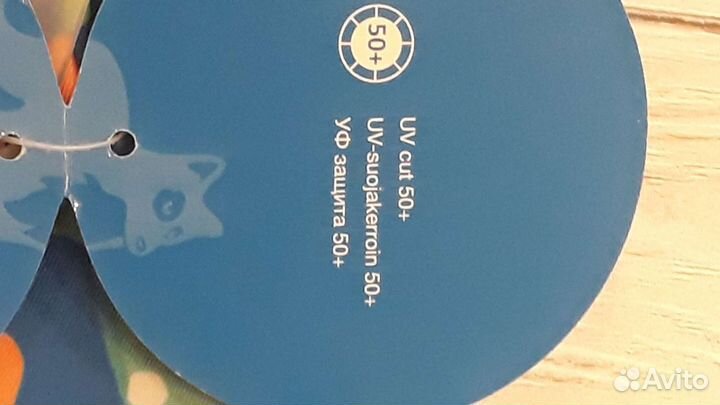 50+
UV cut 50+
UV-suojakerroin 50+
УФ защита 50+
Avito